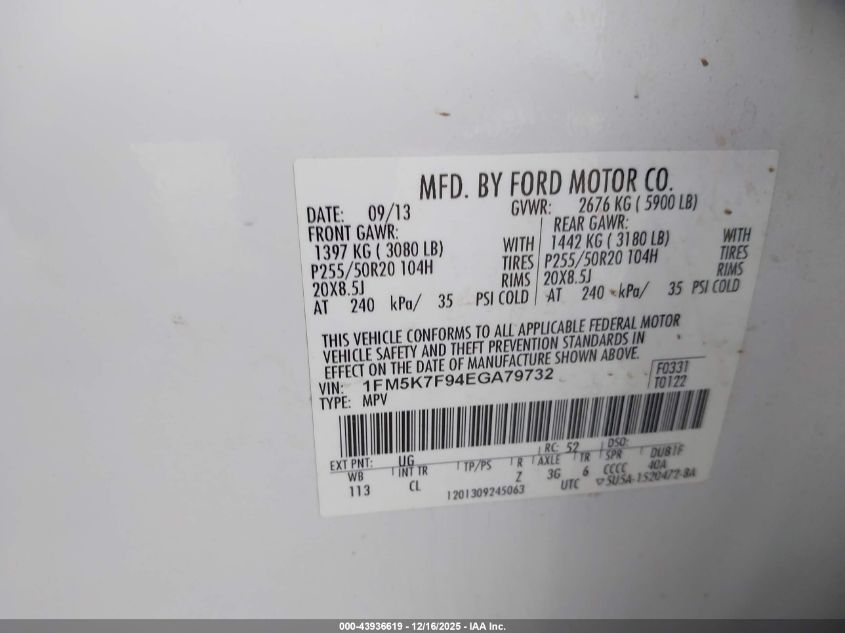 MFD. BY FORD MOTOR CO.
DATE: 09/13 GVWR: 2676 KG ( 5900 LB)
FRONT GAWR: REAR GAWR:
1397 KG ( 3080 LB) WITH 1442 KG ( 3180 LB) WITH
P255/50R20 104H TIRES P255/50R20 104H TIRES
20X8.5J RIMS 20X8.5J RIMS
AT 240 kPa/ 35 PSI COLD AT 240 kPa/ 35 PSI COLD
THIS VEHICLE CONFORMS TO ALL APPLICABLE FEDERAL MOTOR
VEHICLE SAFETY AND THEFT PREVENTION STANDARDS IN
EFFECT ON THE DATE OF MANUFACTURE SHOWN ABOVE.
VIN: 1FM5K7F94EGA79732 F0331
TYPE: MPV T0122
RC: 52 DSO:
EXT PNT: UG
WB INT TR TP/PS R AXLE TR SPR
113 CL Z 3G 6 CCCC
1201309245063 UTC
000-43936619 - 12/16/2025 - IAA Inc.